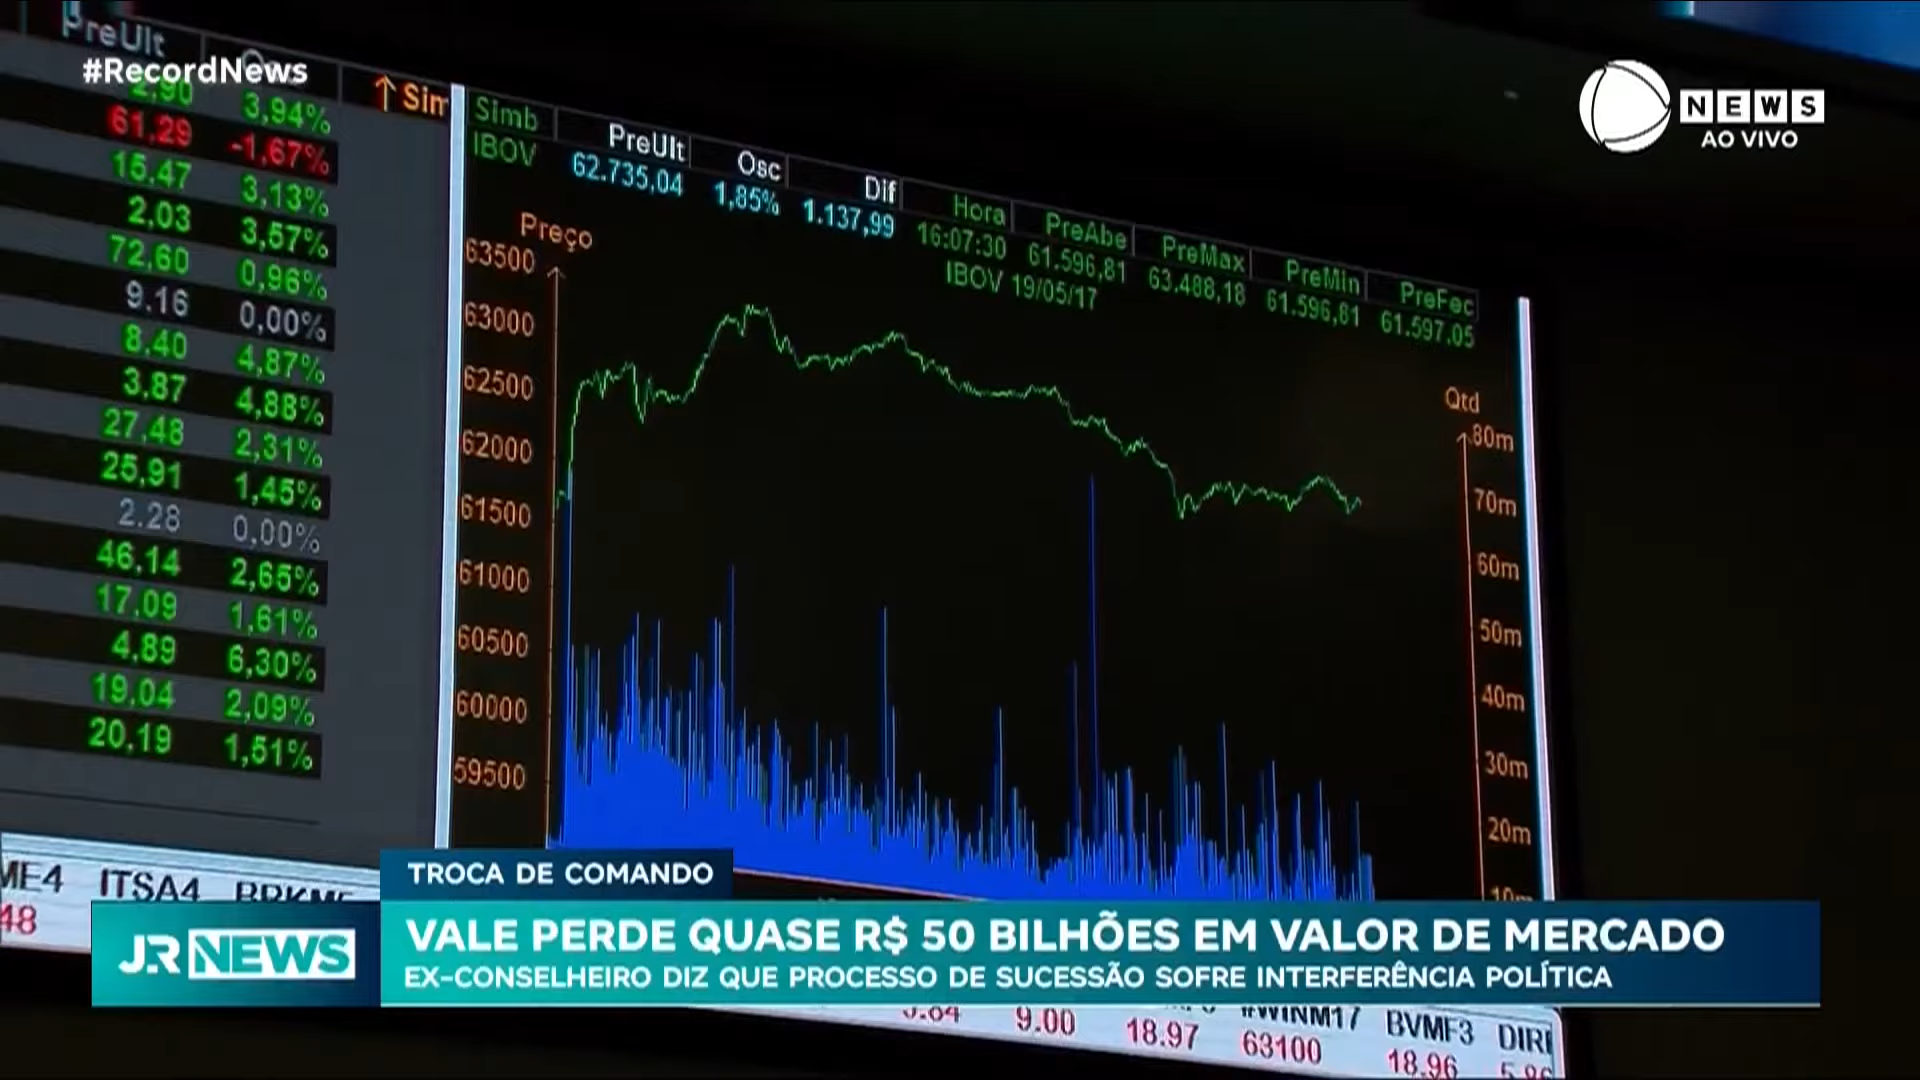 PreUlt
#RecordNews
2,90 3,94%
61,29 -1,67%
15,47 3,13%
2,03 3,57%
72,60 0,96%
9.16 0,00%
8,40 4,87%
3,87 4,88%
27,48 2,31%
25,91 1,45%
2.28 0,00%
46,14 2,65%
17,09 1,61%
4,89 6,30%
19,04 2,09%
20,19 1,51%
↑ Sim
Simb PreUlt Osc Dif Hora PreAbe PreMax PreMin PreFec
IBOV 62.735,04 1,85% 1.137,99 16:07:30 61.596,81 63.488,18 61.596,81 61.597,05
IBOV 19/05/17
Preço
63500
63000
62500
62000
61500
61000
60500
60000
59500
Qtd
80m
70m
60m
50m
40m
30m
20m
10m
NEWS
AO VIVO
ITSA4
48
TROCA DE COMANDO
JR NEWS
VALE PERDE QUASE R$ 50 BILHÕES EM VALOR DE MERCADO
EX-CONSELHEIRO DIZ QUE PROCESSO DE SUCESSÃO SOFRE INTERFERÊNCIA POLÍTICA
#WINM17 BVMF3
9.00 18.97 63100 18.96